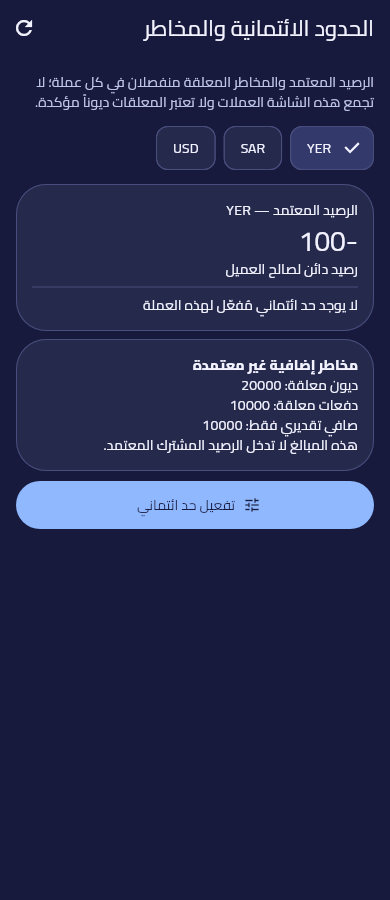 الحدود الائتمانية والمخاطر
الرصيد المعتمد والمخاطر المعلقة منفصلان في كل عملة؛ لا
تجمع هذه الشاشة العملات ولا تعتبر المعلقات ديوناً مؤكدة.
YER
SAR
USD
الرصيد المعتمد — YER
-100
رصيد دائن لصالح العميل
لا يوجد حد ائتماني مُفعّل لهذه العملة
مخاطر إضافية غير معتمدة
ديون معلقة: 20000
دفعات معلقة: 10000
صافي تقديري فقط: 10000
هذه المبالغ لا تدخل الرصيد المشترك المعتمد.
تفعيل حد ائتماني